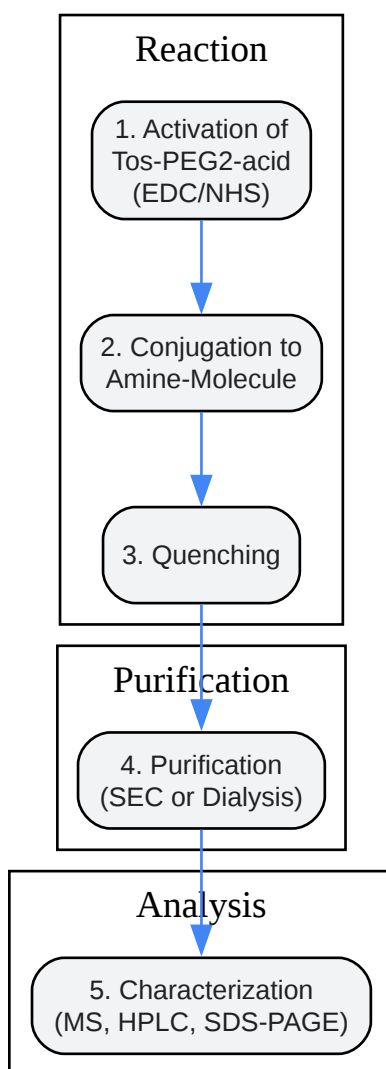 Reaction
1. Activation of
Tos-PEG2-acid
(EDC/NHS)
2. Conjugation to
Amine-Molecule
3. Quenching
Purification
4. Purification
(SEC or Dialysis)
Analysis
5. Characterization
(MS, HPLC, SDS-PAGE)